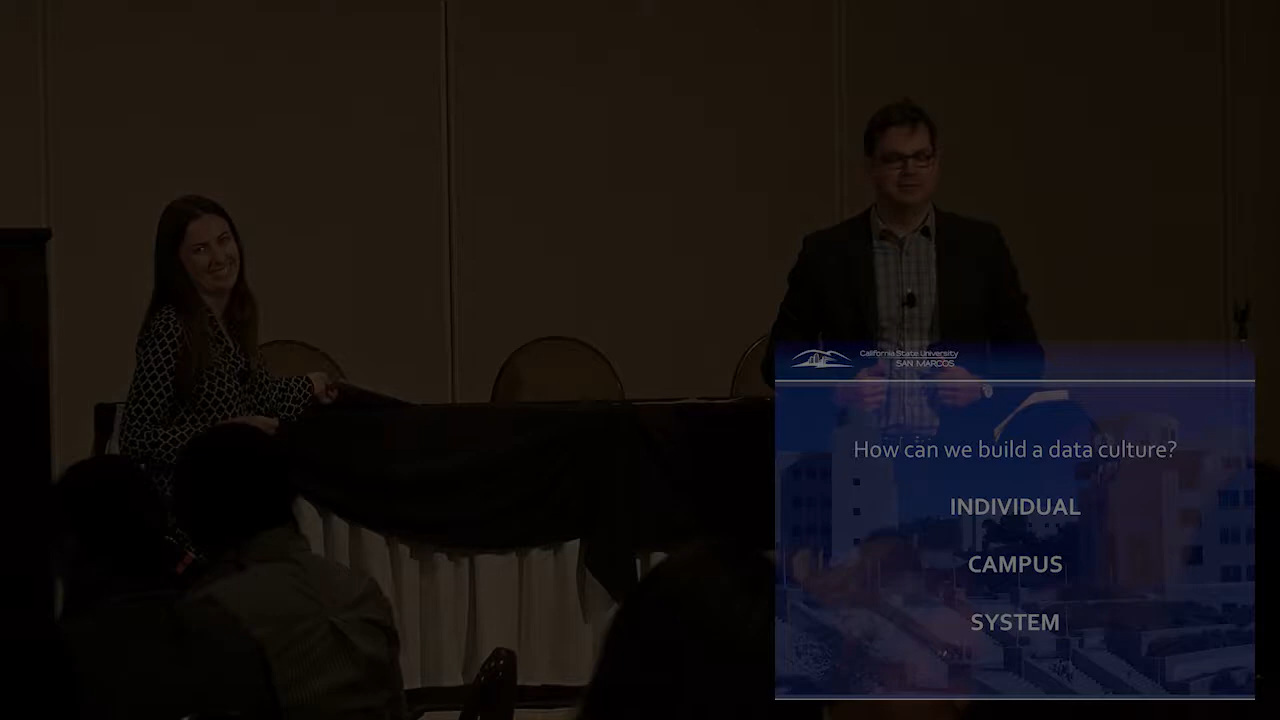 California State University
SAN MARCOS
How can we build a data culture?
INDIVIDUAL
CAMPUS
SYSTEM